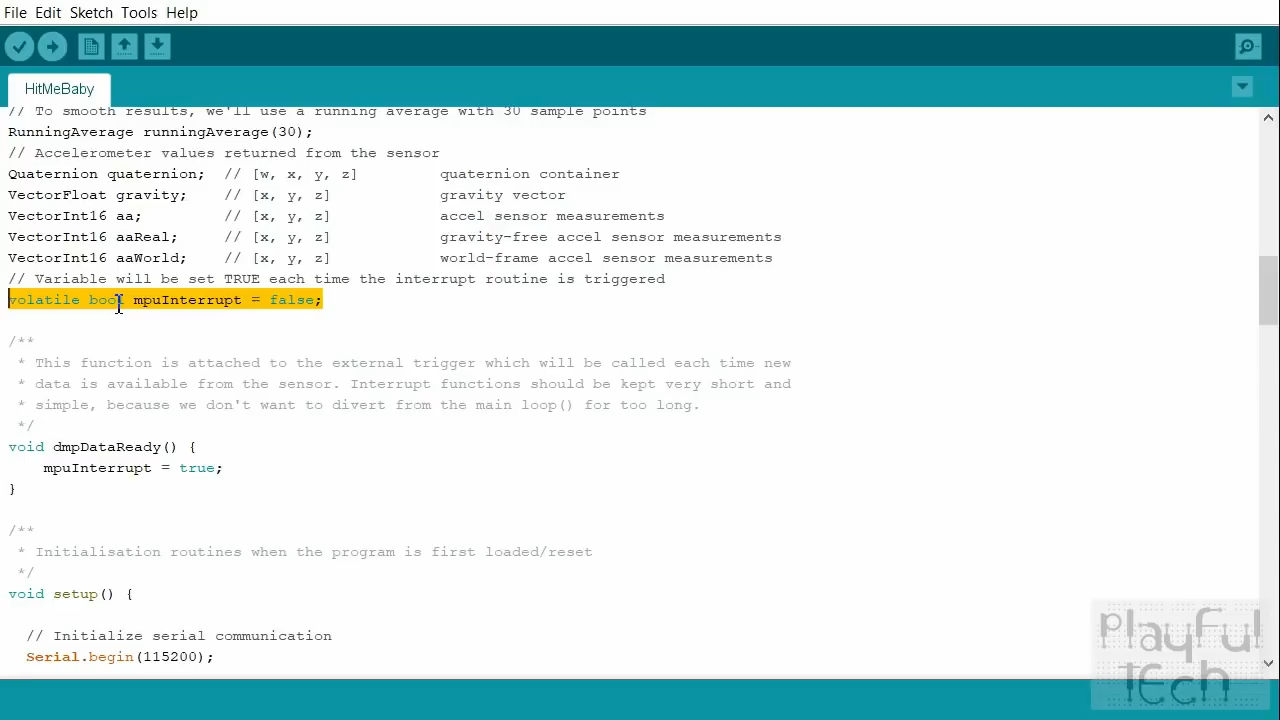 File Edit Sketch Tools Help
HitMeBaby
// To smooth results, we'll use a running average with 30 sample points
RunningAverage runningAverage(30);
// Accelerometer values returned from the sensor
Quaternion quaternion;  // [w, x, y, z]         quaternion container
VectorFloat gravity;    // [x, y, z]            gravity vector
VectorInt16 aa;         // [x, y, z]            accel sensor measurements
VectorInt16 aaReal;     // [x, y, z]            gravity-free accel sensor measurements
VectorInt16 aaWorld;    // [x, y, z]            world-frame accel sensor measurements
// Variable will be set TRUE each time the interrupt routine is triggered
volatile bool mpuInterrupt = false;
/**
 * This function is attached to the external trigger which will be called each time new
 * data is available from the sensor. Interrupt functions should be kept very short and
 * simple, because we don't want to divert from the main loop() for too long.
 */
void dmpDataReady() {
    mpuInterrupt = true;
}
/**
 * Initialisation routines when the program is first loaded/reset
 */
void setup() {
  // Initialize serial communication
  Serial.begin(115200);
Playful
tech